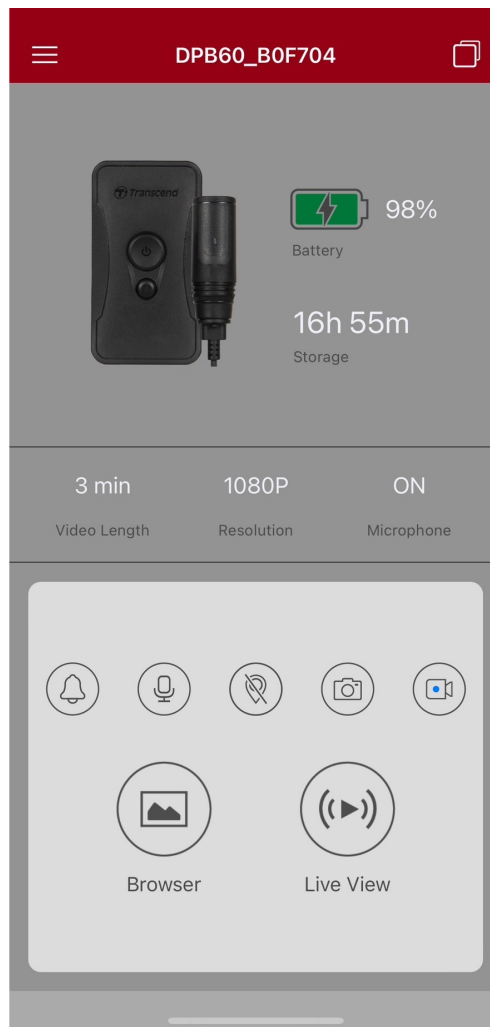 DPB60_B0F704
Transcend
98%
Battery
16h 55m
Storage
3 min 1080P ON
Video Length Resolution Microphone
Browser Live View